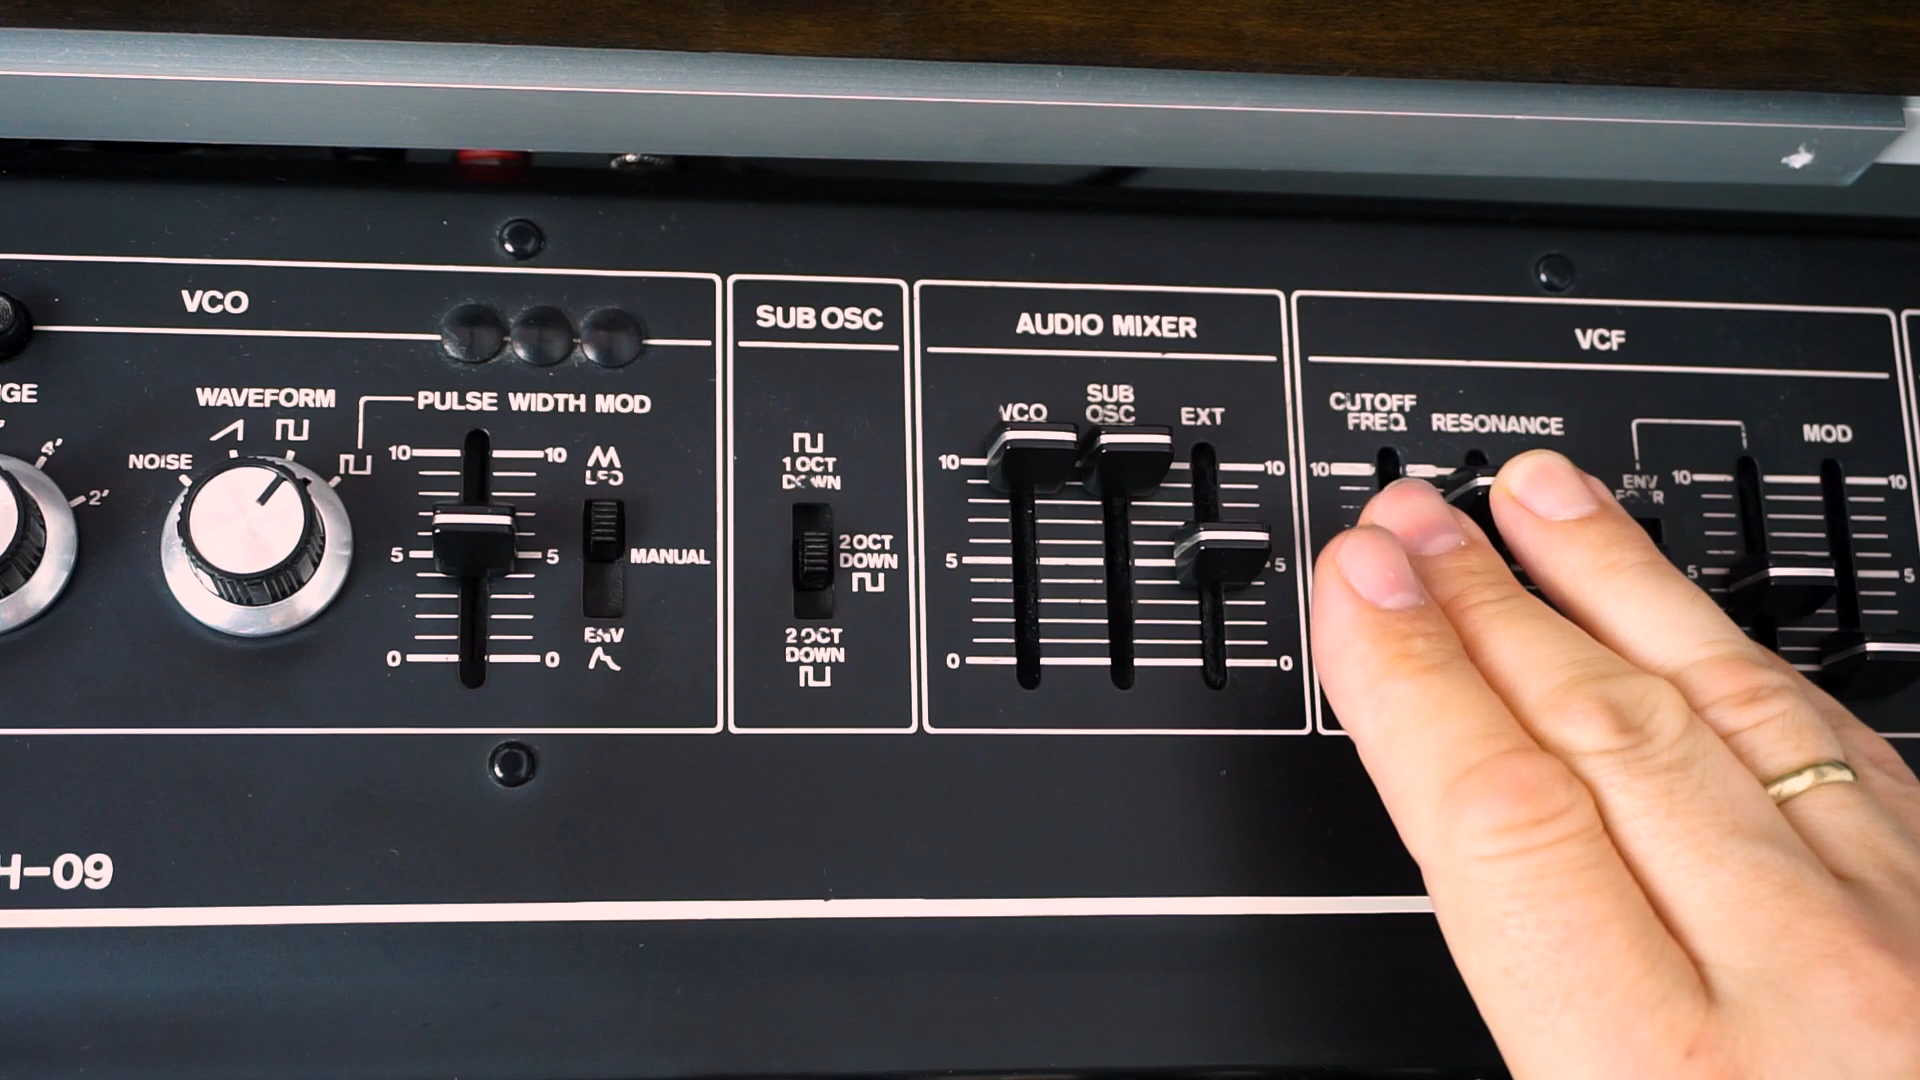 VCO
SUB OSC
AUDIO MIXER
VCF
WAVEFORM
PULSE WIDTH MOD
NOISE
4'
2'
10 10
5 5
0 0
LFO
MANUAL
ENV
1 OCT
DOWN
2 OCT
DOWN
2 OCT
DOWN
VCO
SUB
OSC
EXT
10 10
5 5
0 0
CUTOFF
FREQ
RESONANCE
MOD
10
ENV
10 10
5 5
H-09